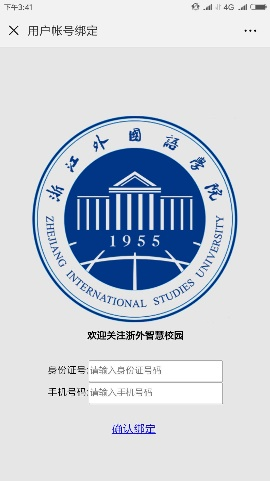 下午3:41
4G
用户帐号绑定
浙江外國語學院
1955
ZHEJIANG INTERNATIONAL STUDIES UNIVERSITY
欢迎关注浙外智慧校园
身份证号:请输入身份证号码
手机号码:请输入手机号码
确认绑定